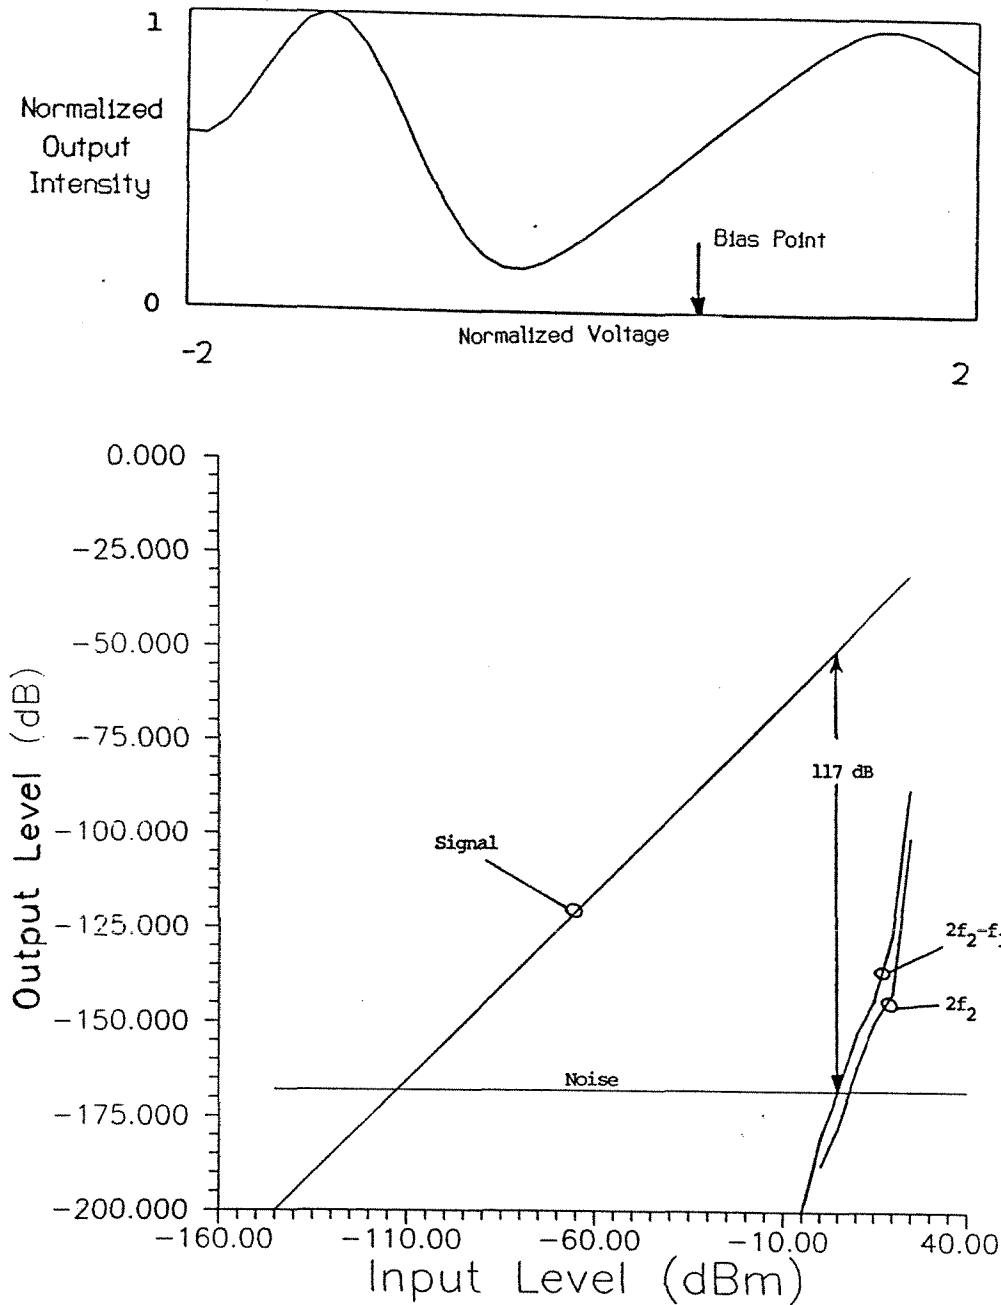 1
Normalized
Output
Intensity
Bias Point
0
Normalized Voltage
-2
2
0.000
-25.000
-50.000
-75.000
-100.000
-125.000
-150.000
-175.000
-200.000
Output Level (dB)
117 dB
Signal
2f₂-f₁
2f₂
Noise
-160.00
-110.00
-60.00
-10.00
40.00
Input Level (dBm)